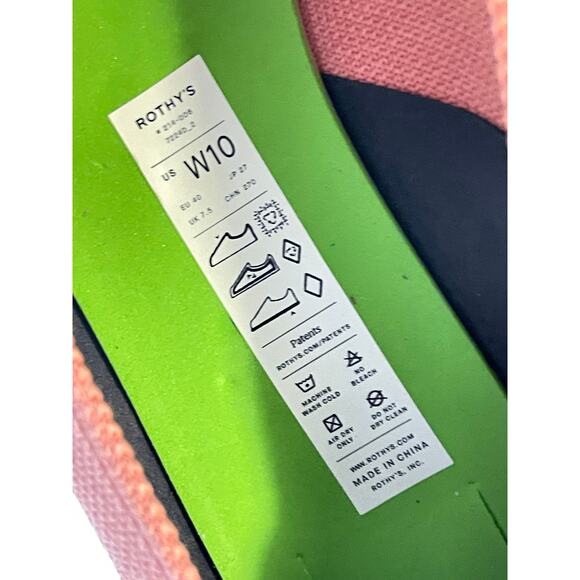 ROTHY'S
# 214-006
7224D_2
US W10
EU 40 JP 27
UK 7.5 CHN 270
Patents
ROTHYS.COM/PATENTS
MACHINE WASH COLD
NO BLEACH
AIR DRY ONLY
DO NOT DRY CLEAN
WWW.ROTHYS.COM
MADE IN CHINA
ROTHY'S, INC.